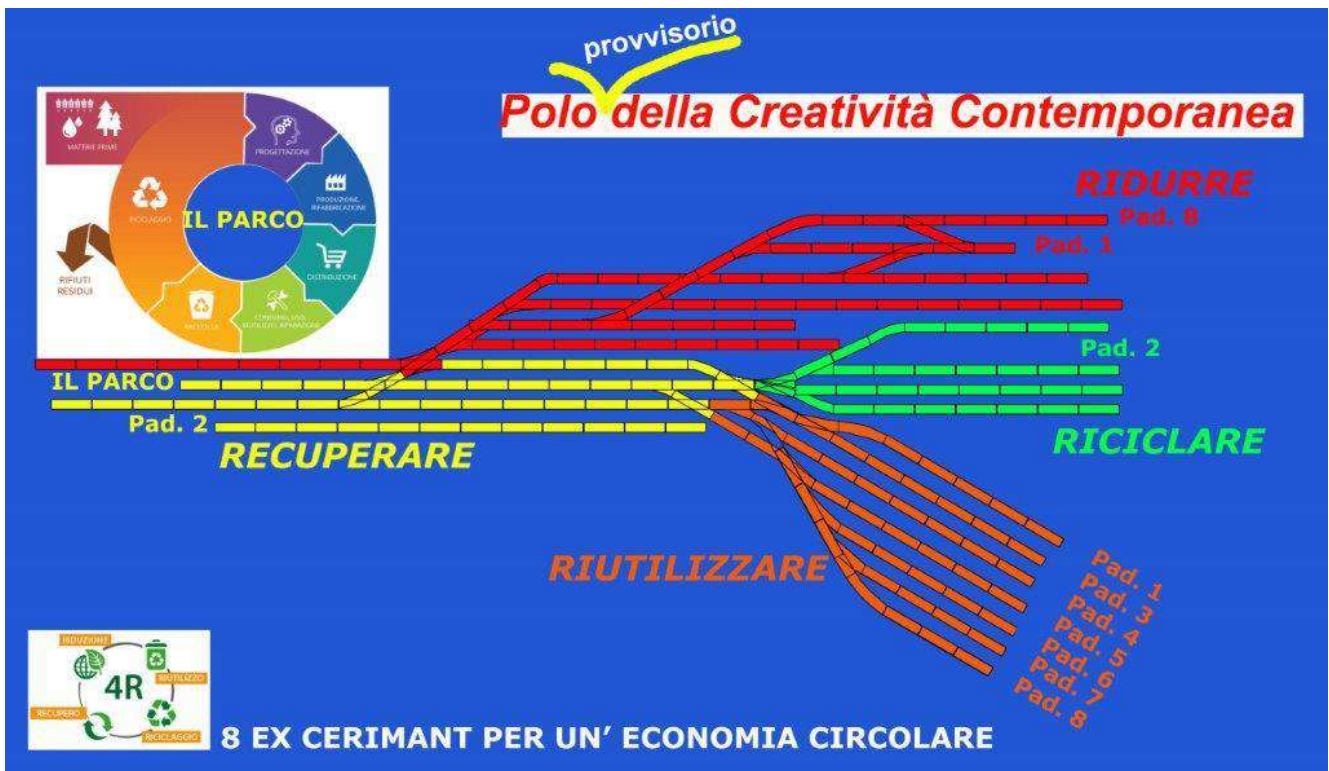 provvisorio
Polo della Creatività Contemporanea
MATERIE PRIME
PROGETTAZIONE
RICICLAGGIO
PRODUZIONE,
RIFABBRICAZIONE
IL PARCO
DISTRIBUZIONE
RIFIUTI
RESIDUI
RACCOLTA
RIDURRE
Pad. 8
Pad. 1
Pad. 2
IL PARCO
Pad. 2
RECUPERARE
RICICLARE
RIUTILIZZARE
Pad. 1
Pad. 3
Pad. 4
Pad. 5
Pad. 6
Pad. 7
Pad. 8
RIDUZIONE
4R
RIUTILIZZO
RECUPERO
RICICLAGGIO
8 EX CERIMANT PER UN' ECONOMIA CIRCOLARE